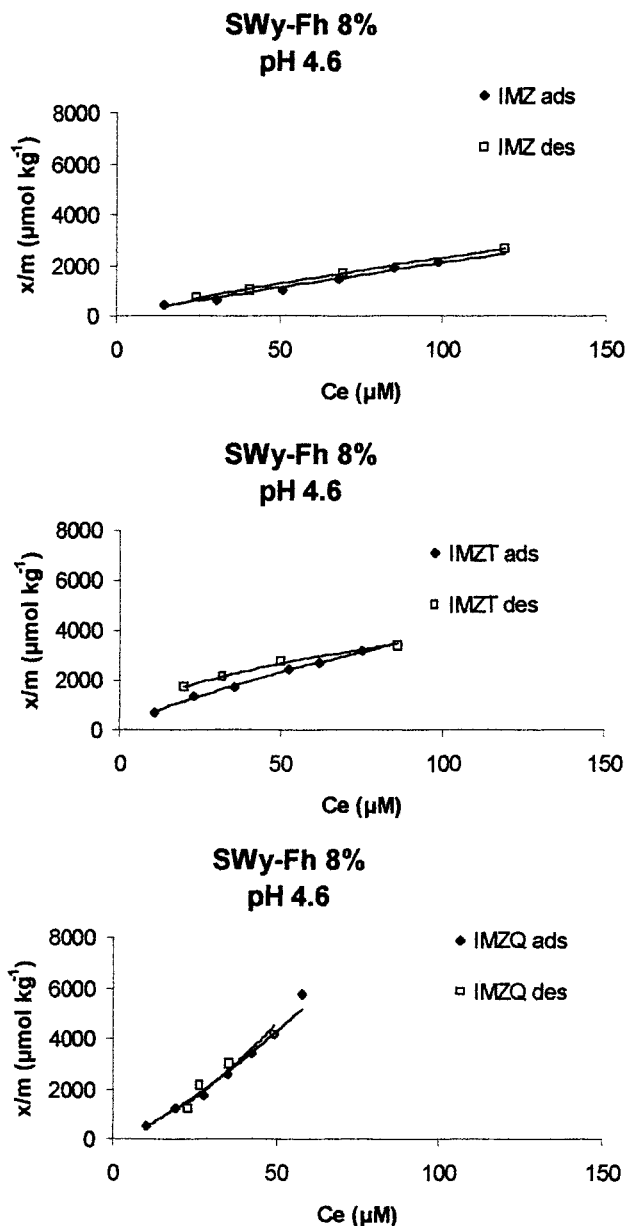 SWy-Fh 8%
pH 4.6
IMZ ads
IMZ des
8000
6000
4000
2000
0
x/m (µmol kg⁻¹)
0 50 100 150
Ce (µM)
SWy-Fh 8%
pH 4.6
IMZT ads
IMZT des
8000
6000
4000
2000
0
x/m (µmol kg⁻¹)
0 50 100 150
Ce (µM)
SWy-Fh 8%
pH 4.6
IMZQ ads
IMZQ des
8000
6000
4000
2000
0
x/m (µmol kg⁻¹)
0 50 100 150
Ce (µM)